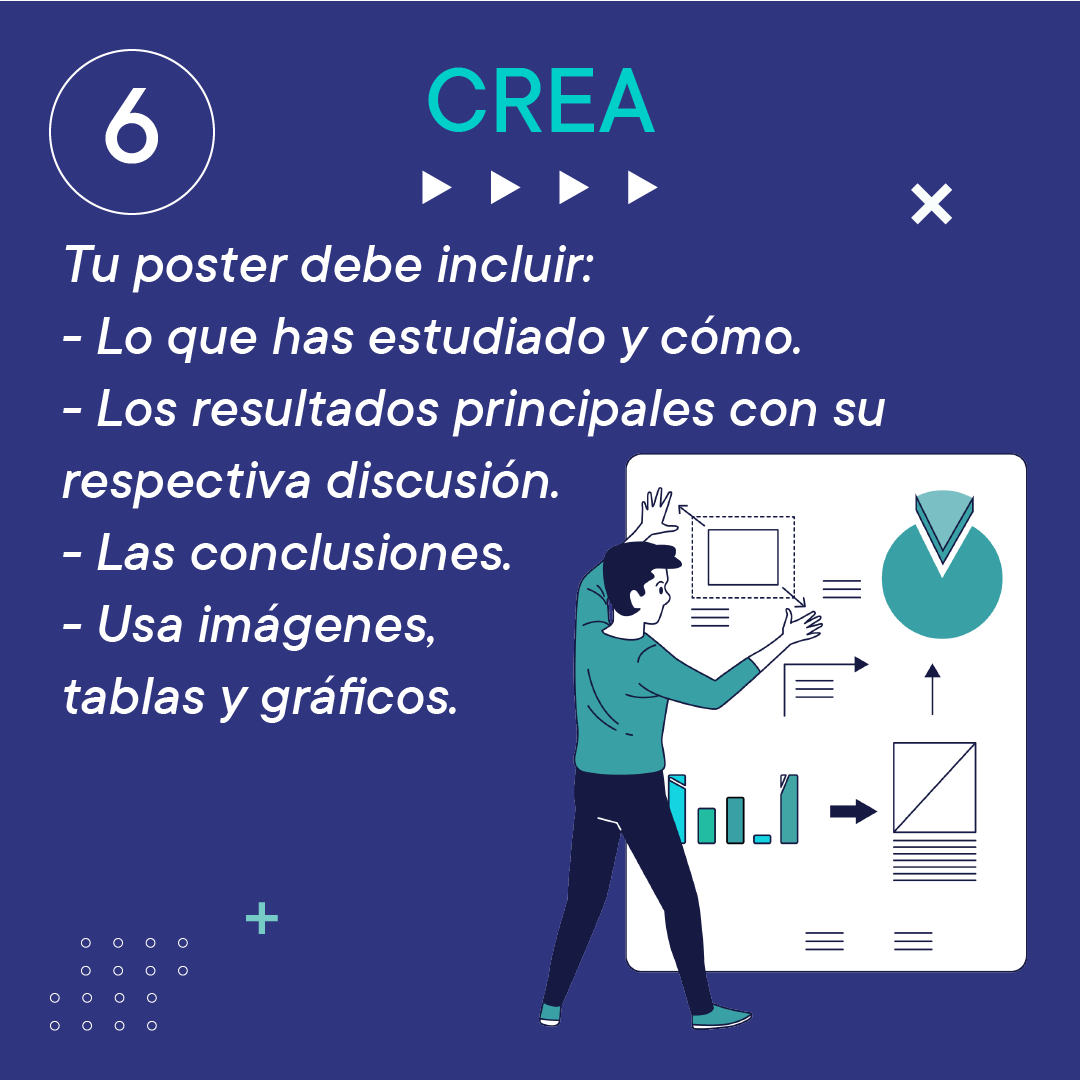 6
CREA
Tu poster debe incluir:
- Lo que has estudiado y cómo.
- Los resultados principales con su
respectiva discusión.
- Las conclusiones.
- Usa imágenes,
tablas y gráficos.